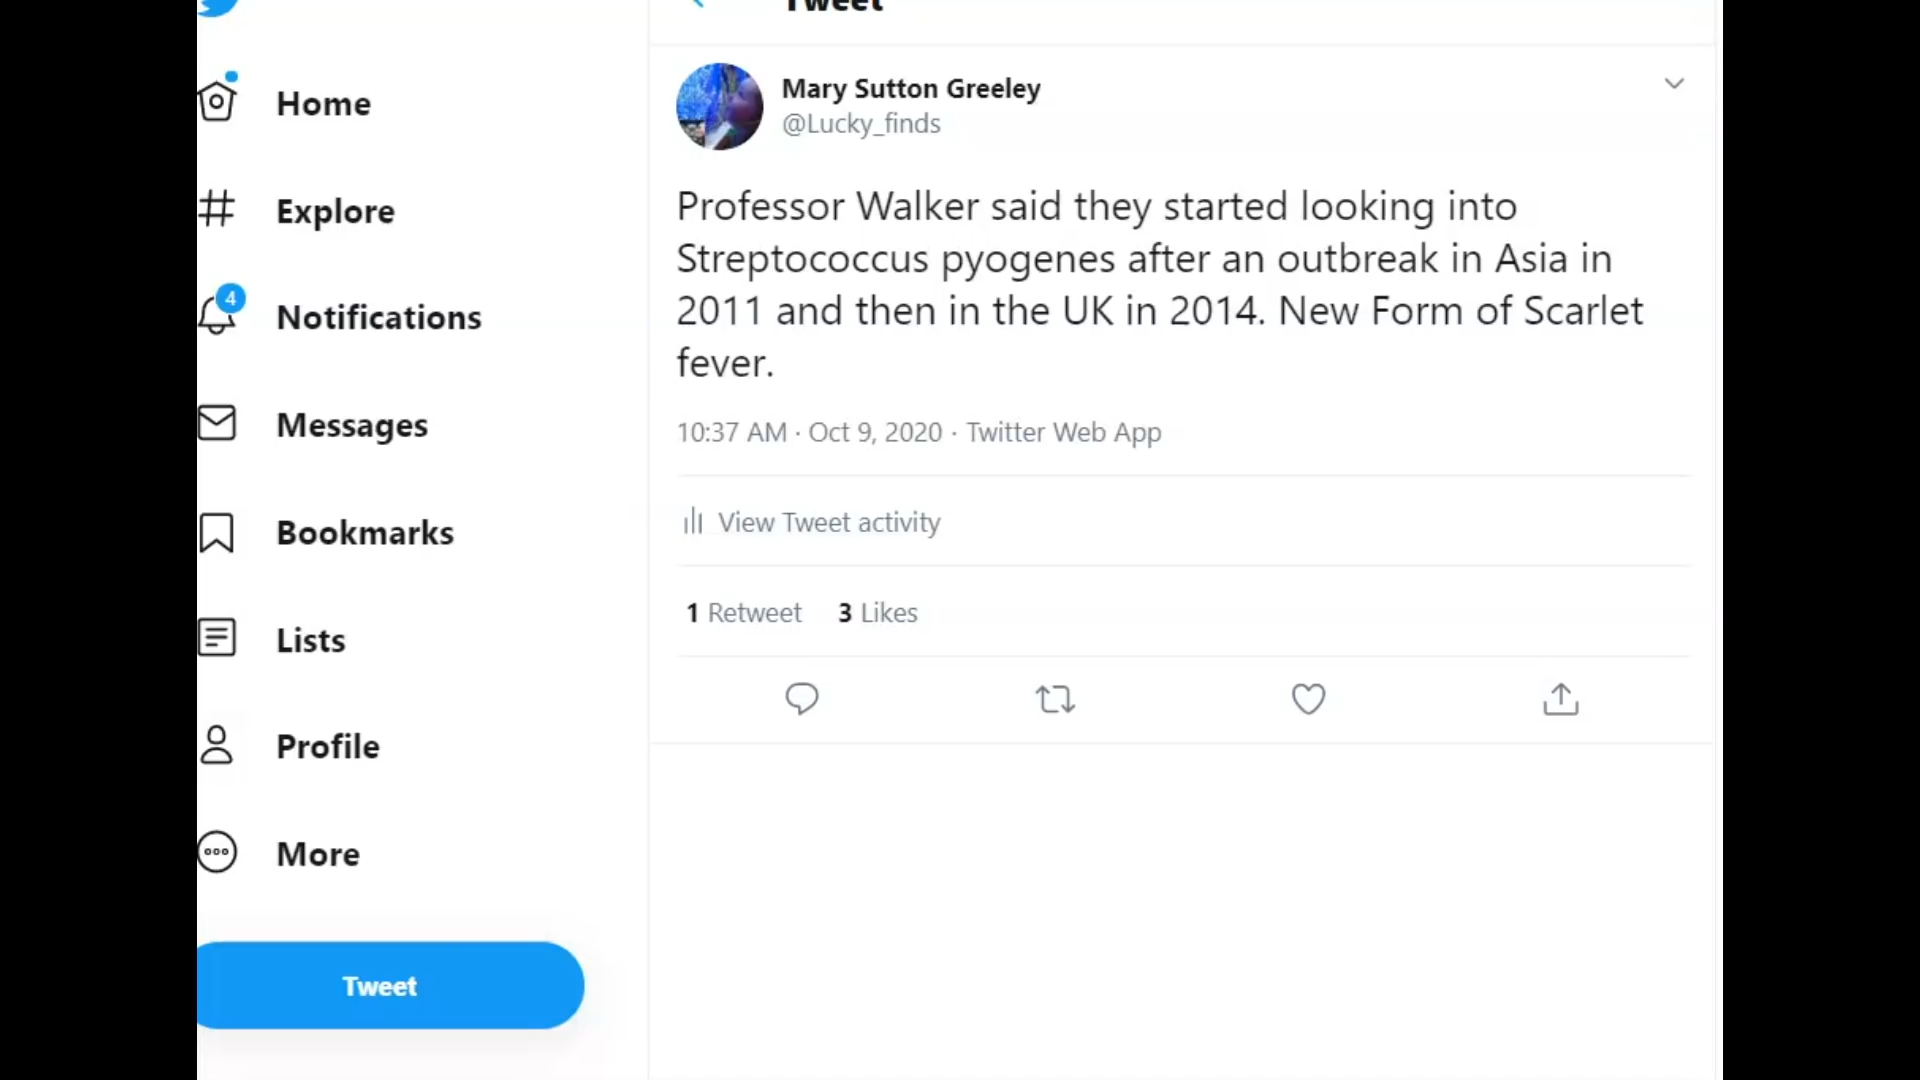 Tweet
Home
Explore
4
Notifications
Messages
Bookmarks
Lists
Profile
More
Tweet
Mary Sutton Greeley
@Lucky_finds
Professor Walker said they started looking into
Streptococcus pyogenes after an outbreak in Asia in
2011 and then in the UK in 2014. New Form of Scarlet
fever.
10:37 AM · Oct 9, 2020 · Twitter Web App
View Tweet activity
1 Retweet 3 Likes